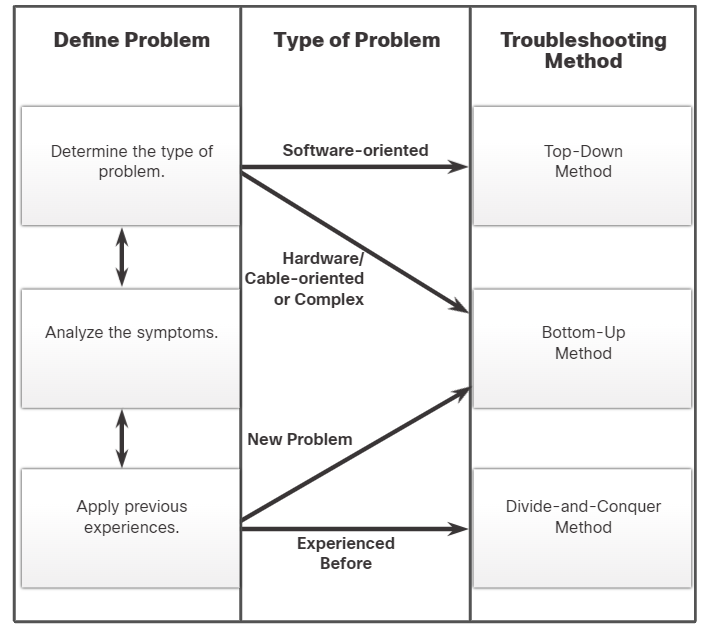 Define Problem
Type of Problem
Troubleshooting
Method
Determine the type of
problem.
Software-oriented
Top-Down
Method
Hardware/
Cable-oriented
or Complex
Analyze the symptoms.
Bottom-Up
Method
New Problem
Apply previous
experiences.
Experienced
Before
Divide-and-Conquer
Method